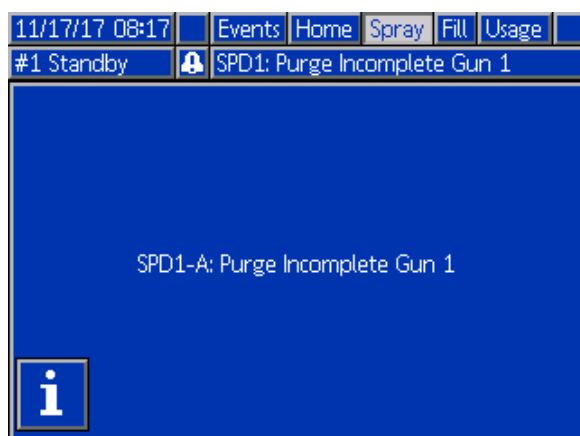 11/17/17 08:17 Events Home Spray Fill Usage
#1 Standby SPD1: Purge Incomplete Gun 1
SPD1-A: Purge Incomplete Gun 1
i